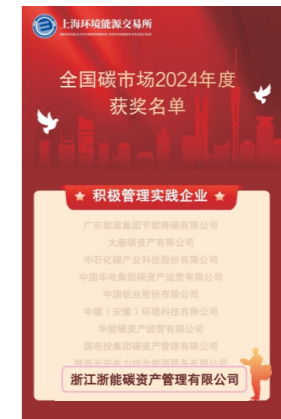 上海环境能源交易所
SHANGHAI ENVIRONMENT AND ENERGY EXCHANGE
全国碳市场2024年度
获奖名单
积极管理实践企业
广东能源集团节能降碳有限公司
大唐碳资产有限公司
中石化碳产业科技股份有限公司
中国华电集团碳资产运营有限公司
中国铝业股份有限公司
中碳（安徽）环境科技有限公司
华能碳资产经营有限公司
国电投集团碳资产管理有限公司
浙江浙能碳资产管理有限公司